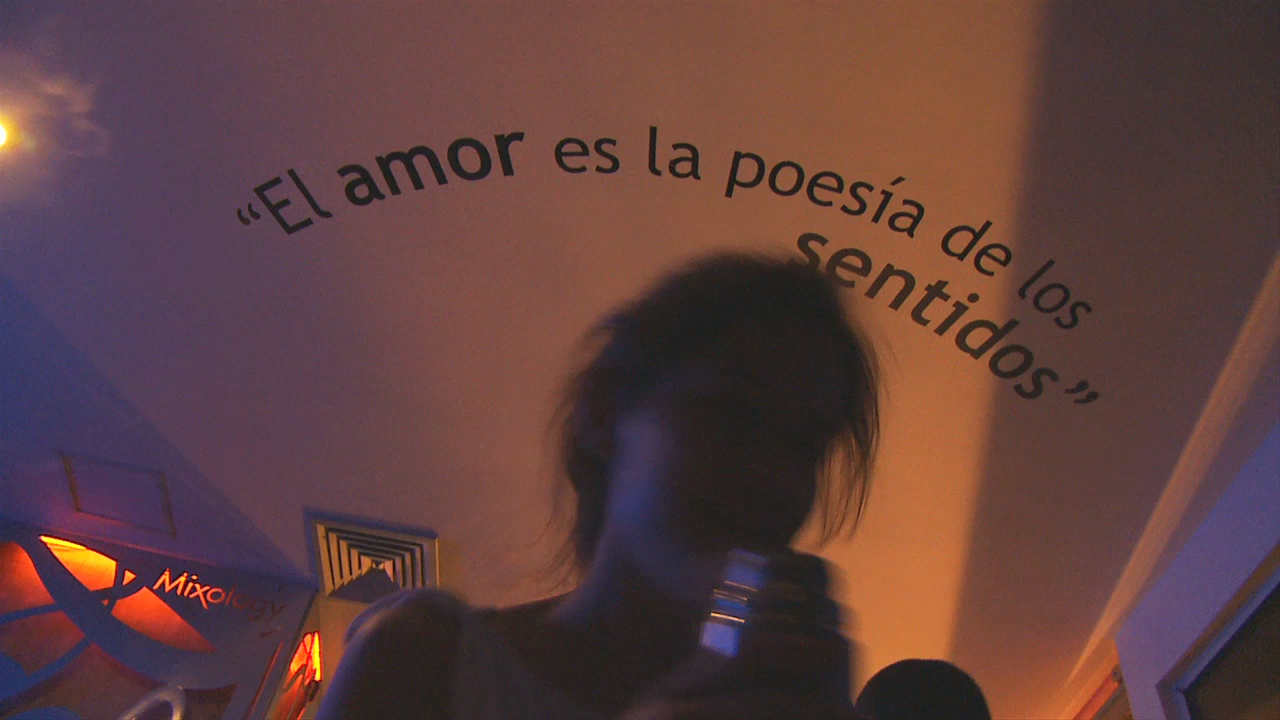 “El amor es la poesía de los
sentidos”
Mixology